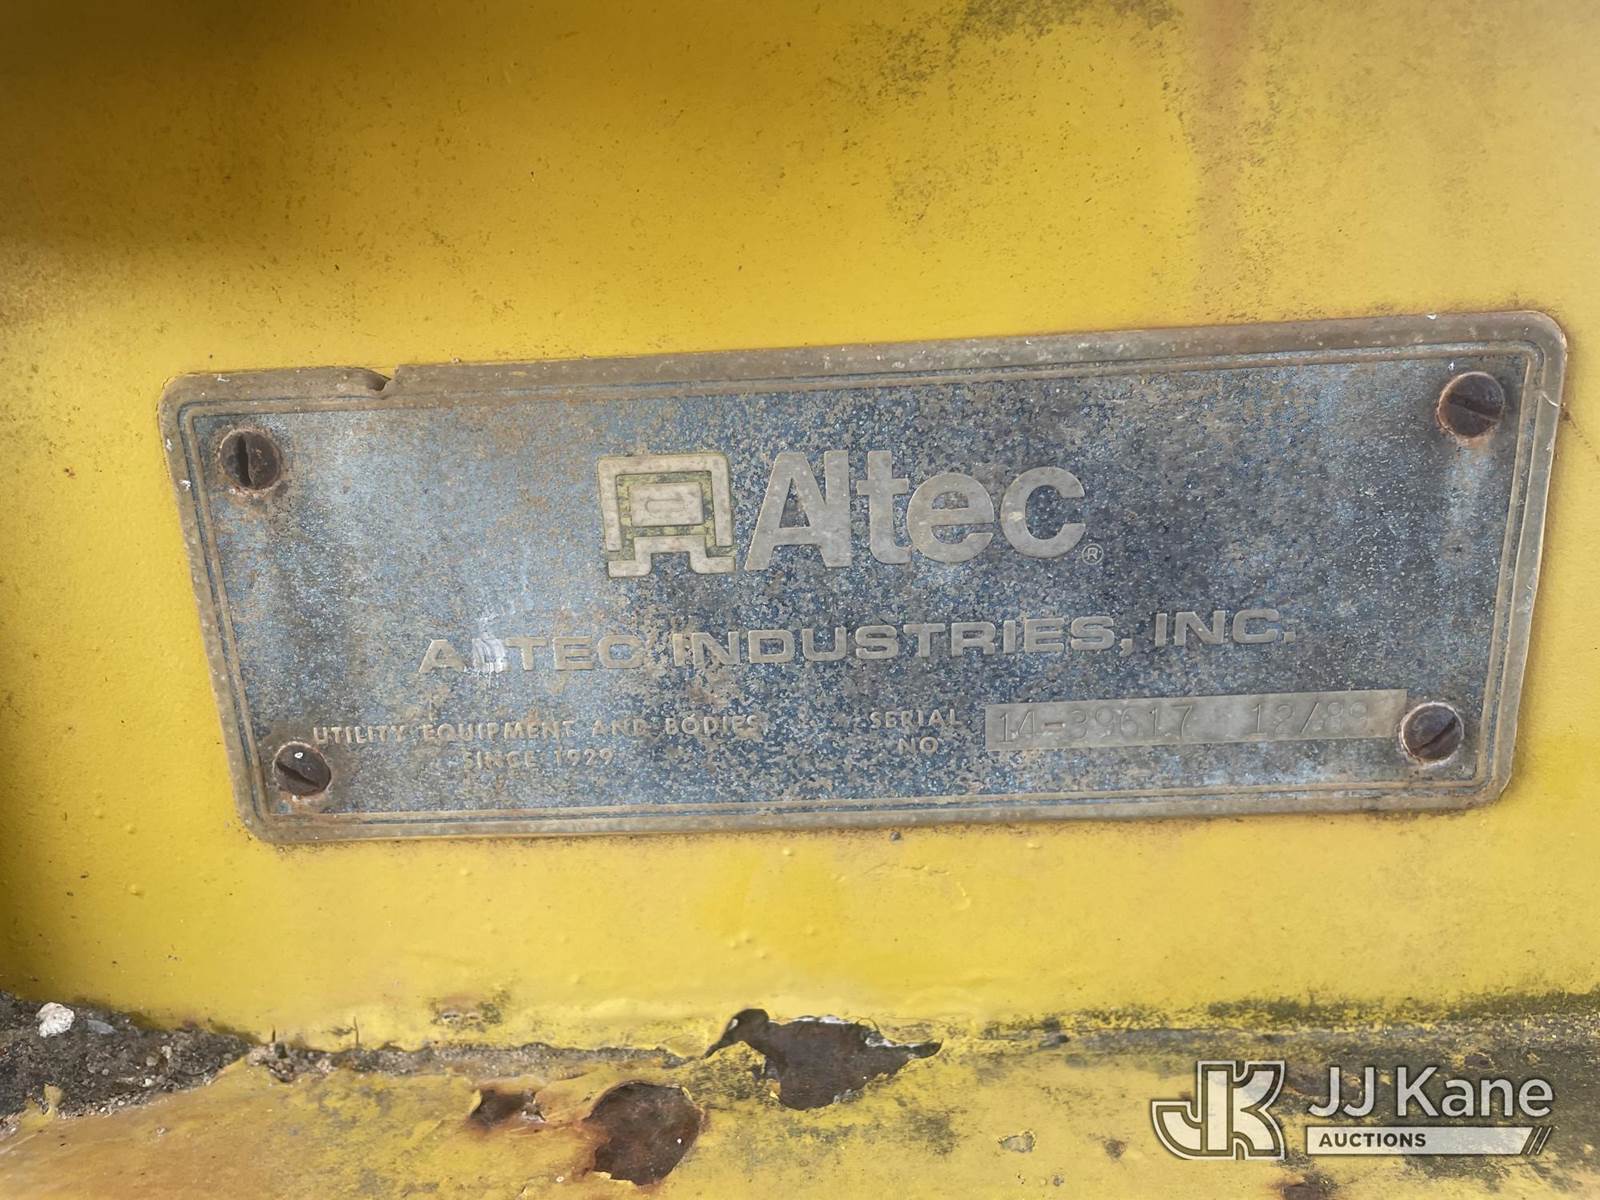 Altec®
ALTEC INDUSTRIES, INC.
UTILITY EQUIPMENT AND BODIES
SINCE 1929
SERIAL
NO
14-39617 12/89
JJ Kane
AUCTIONS